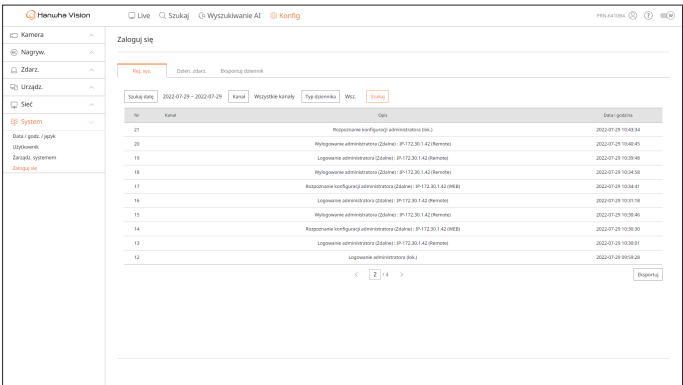 Hanwha Vision
Live Szukaj Wyszukiwanie AI Konfig
PRN-6410B4
Kamera
Nagryw.
Zdarz.
Urządz.
Sieć
System
Data / godz. / język
Użytkownik
Zarządz. systemem
Zaloguj się
Zaloguj się
Rej. sys. Dzien. zdarz. Eksportuj dziennik
Szukaj datę 2022-07-29 ~ 2022-07-29 Kanał Wszystkie kanały Typ dziennika Wsz. Szukaj
Nr Kanał Opis Data i godzina
21 Rozpoznanie konfiguracji administratora (lok.) 2022-07-29 10:43:34
20 Wylogowanie administratora (Zdalne) : IP-172.30.1.42 (Remote) 2022-07-29 10:40:45
19 Logowanie administratora (Zdalne) : IP-172.30.1.42 (Remote) 2022-07-29 10:39:48
18 Wylogowanie administratora (Zdalne) : IP-172.30.1.42 (Remote) 2022-07-29 10:34:58
17 Rozpoznanie konfiguracji administratora (Zdalne) : IP-172.30.1.42 (WEB) 2022-07-29 10:34:41
16 Logowanie administratora (Zdalne) : IP-172.30.1.42 (Remote) 2022-07-29 10:31:18
15 Wylogowanie administratora (Zdalne) : IP-172.30.1.42 (Remote) 2022-07-29 10:30:46
14 Rozpoznanie konfiguracji administratora (Zdalne) : IP-172.30.1.42 (WEB) 2022-07-29 10:30:30
13 Logowanie administratora (Zdalne) : IP-172.30.1.42 (Remote) 2022-07-29 10:30:01
12 Logowanie administratora (lok.) 2022-07-29 09:59:28
< 2 / 4 >
Eksportuj